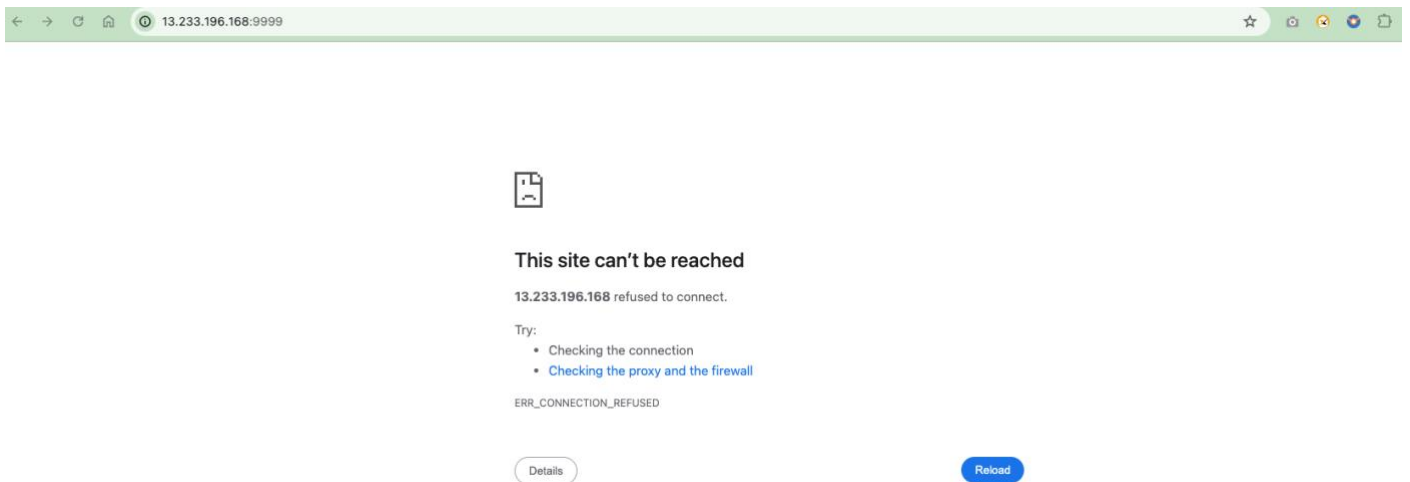 13.233.196.168:9999
This site can’t be reached
13.233.196.168 refused to connect.
Try:
• Checking the connection
• Checking the proxy and the firewall
ERR_CONNECTION_REFUSED
Details
Reload